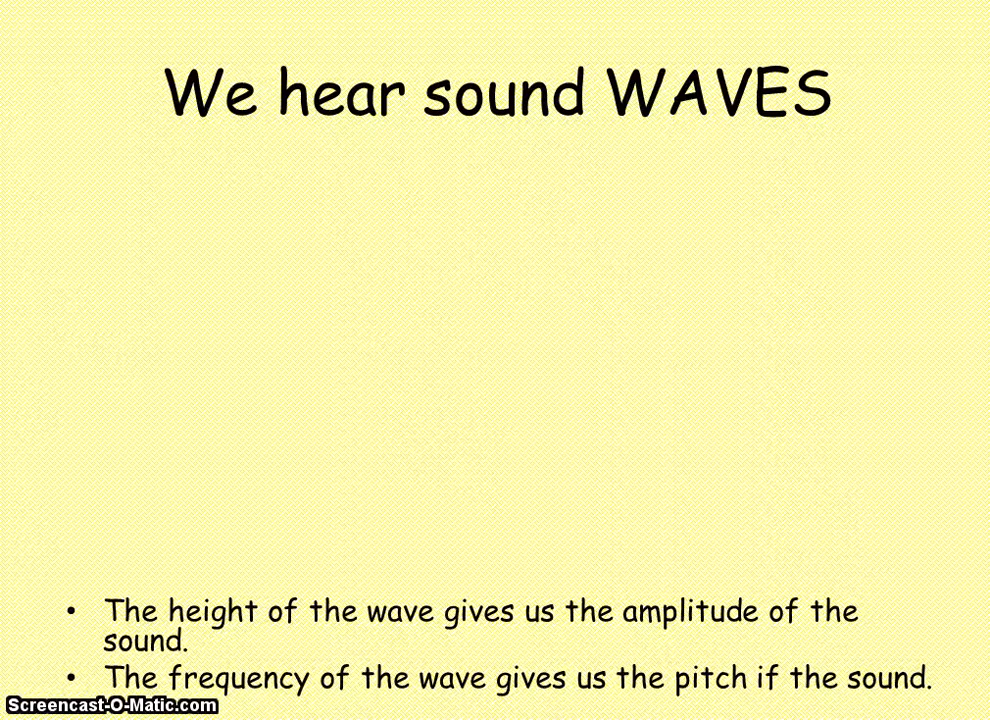 We hear sound WAVES
• The height of the wave gives us the amplitude of the
sound.
• The frequency of the wave gives us the pitch if the sound.
Screencast-O-Matic.com